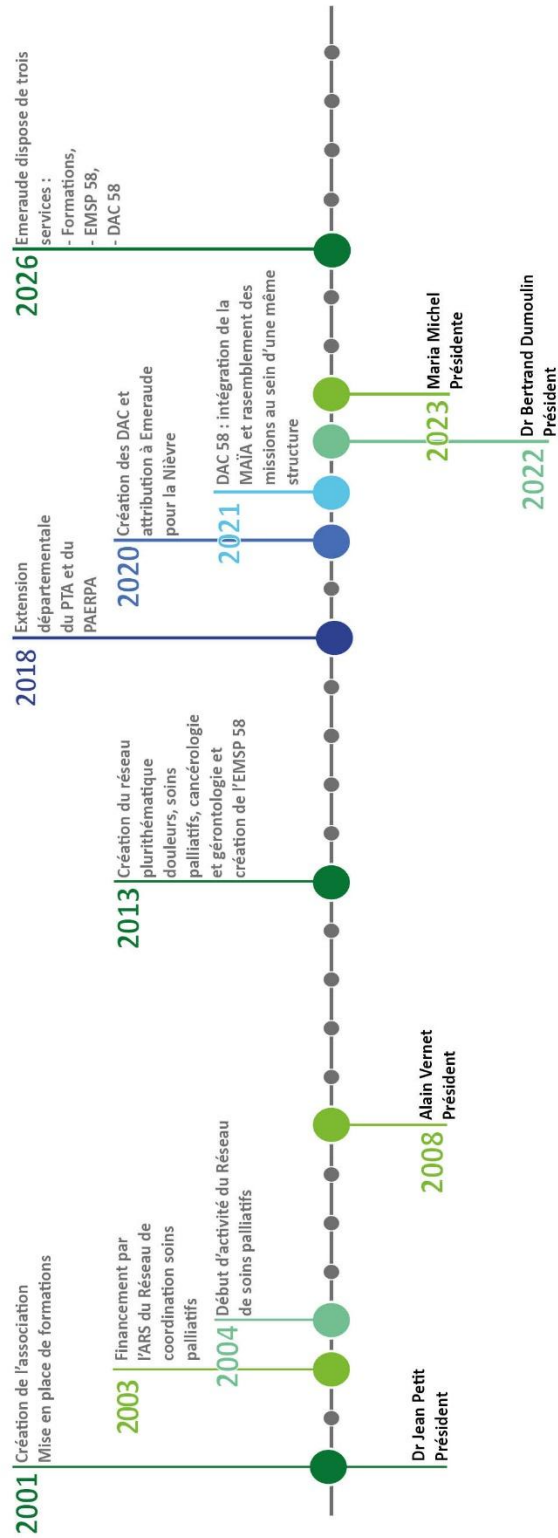 2001
Création de l'association
Mise en place de formations
Dr Jean Petit
Président
2003
Financement par
l'ARS du Réseau de
coordination soins
palliatifs
2004
Début d'activité du Réseau
de soins palliatifs
2008
Alain Vernet
Président
2013
Création du réseau
plurithématique
douleurs, soins
palliatifs, cancérologie
et gérontologie et
création de l'EMSP 58
2018
Extension
départementale
du PTA et du
PAERPA
2020
Création des DAC et
attribution à Emeraude
pour la Nièvre
2021
DAC 58 : intégration de la
MAÏA et rasemblement des
missions au sein d'une même
structure
2022
Dr Bertrand Dumoulin
Président
2023
Maria Michel
Présidente
2026
Emeraude dispose de trois
services :
- Formations,
- EMSP 58,
- DAC 58